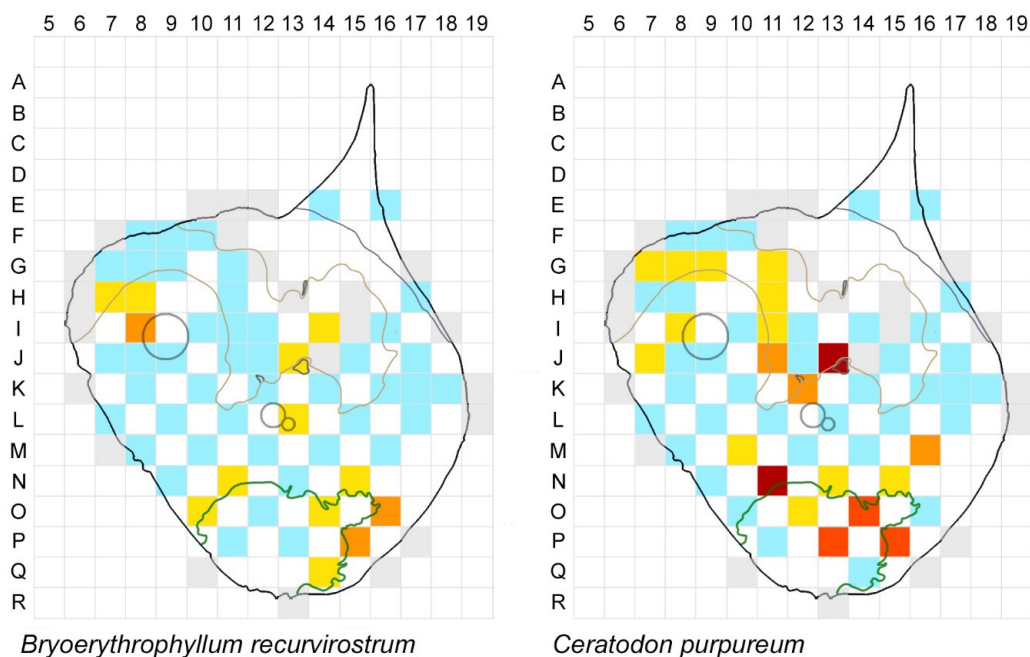 5 6 7 8 9 10 11 12 13 14 15 16 17 18 19
5 6 7 8 9 10 11 12 13 14 15 16 17 18 19
A
B
C
D
E
F
G
H
I
J
K
L
M
N
O
P
Q
R
A
B
C
D
E
F
G
H
I
J
K
L
M
N
O
P
Q
R
Bryoerythrophyllum recurvirostrum
Ceratodon purpureum